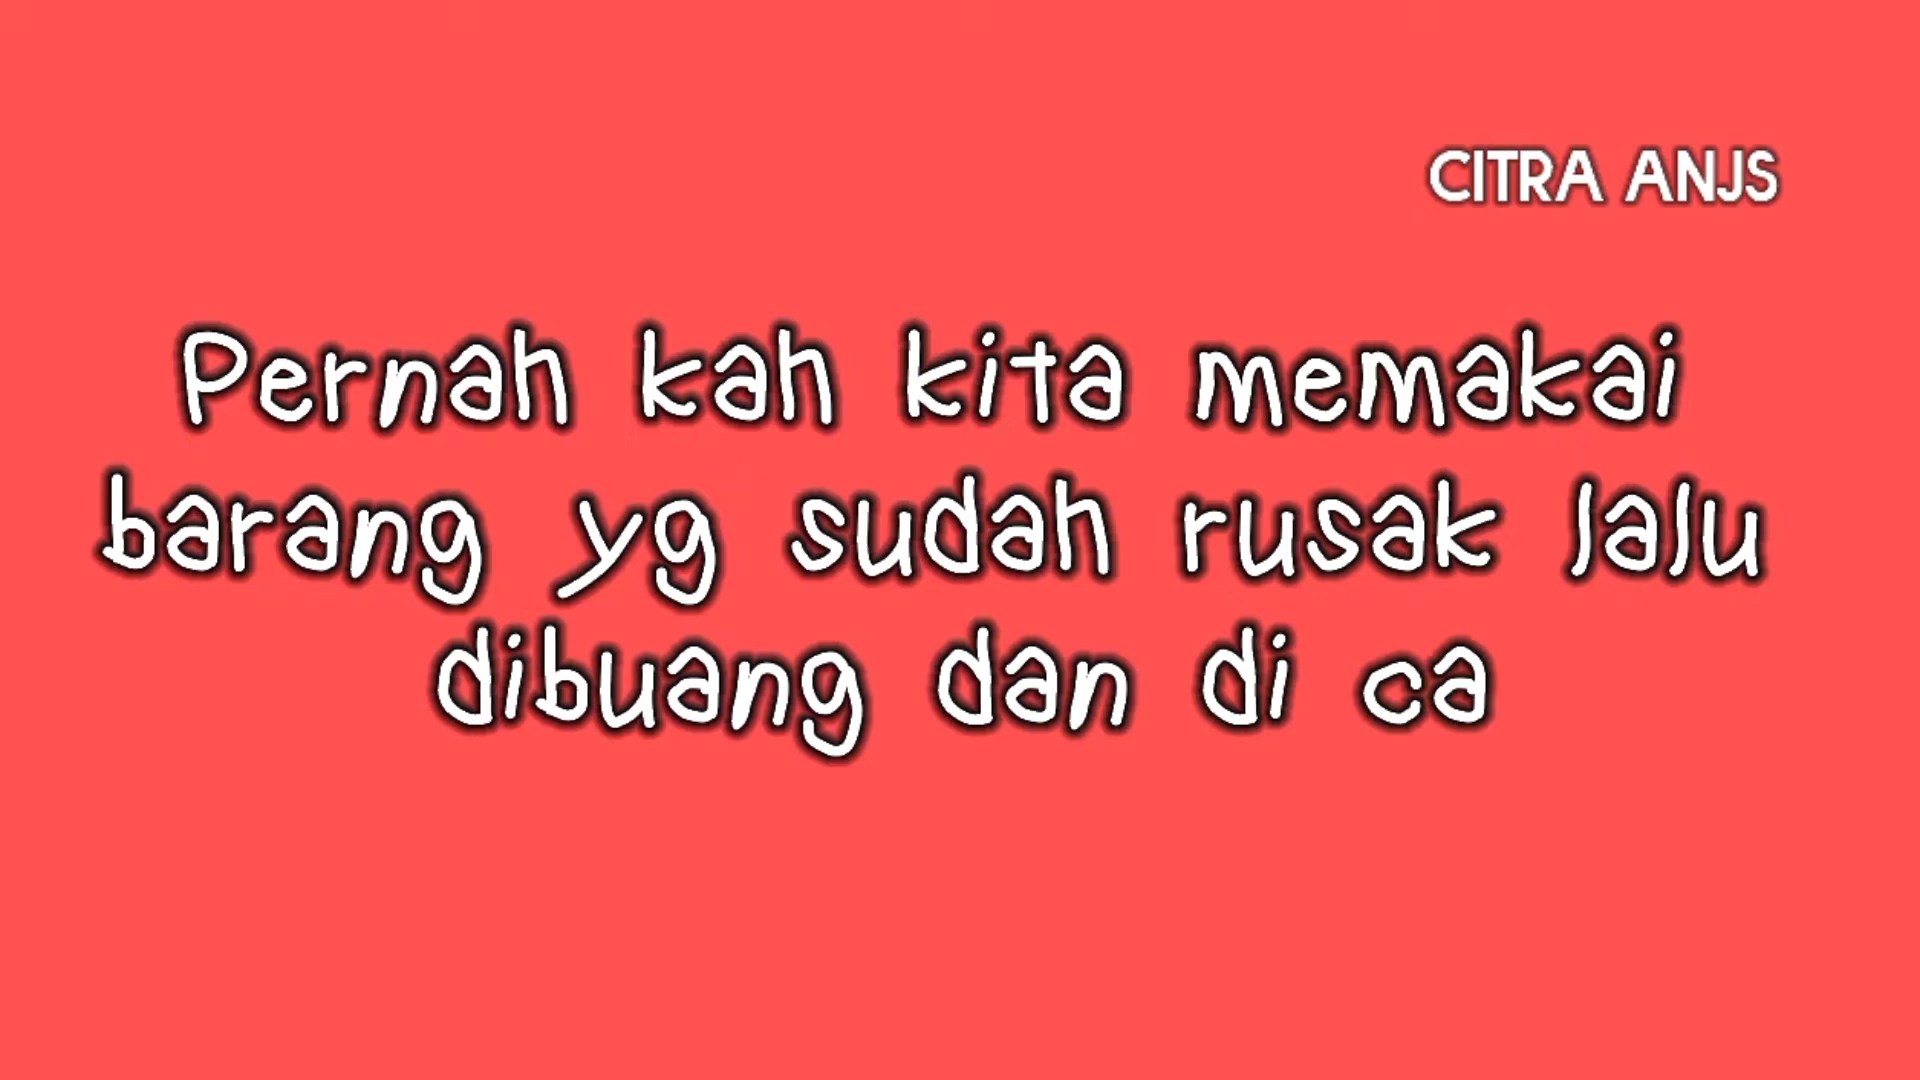 CITRA ANJS
Pernah kah kita memakai
barang yg sudah rusak lalu
dibuang dan di ca